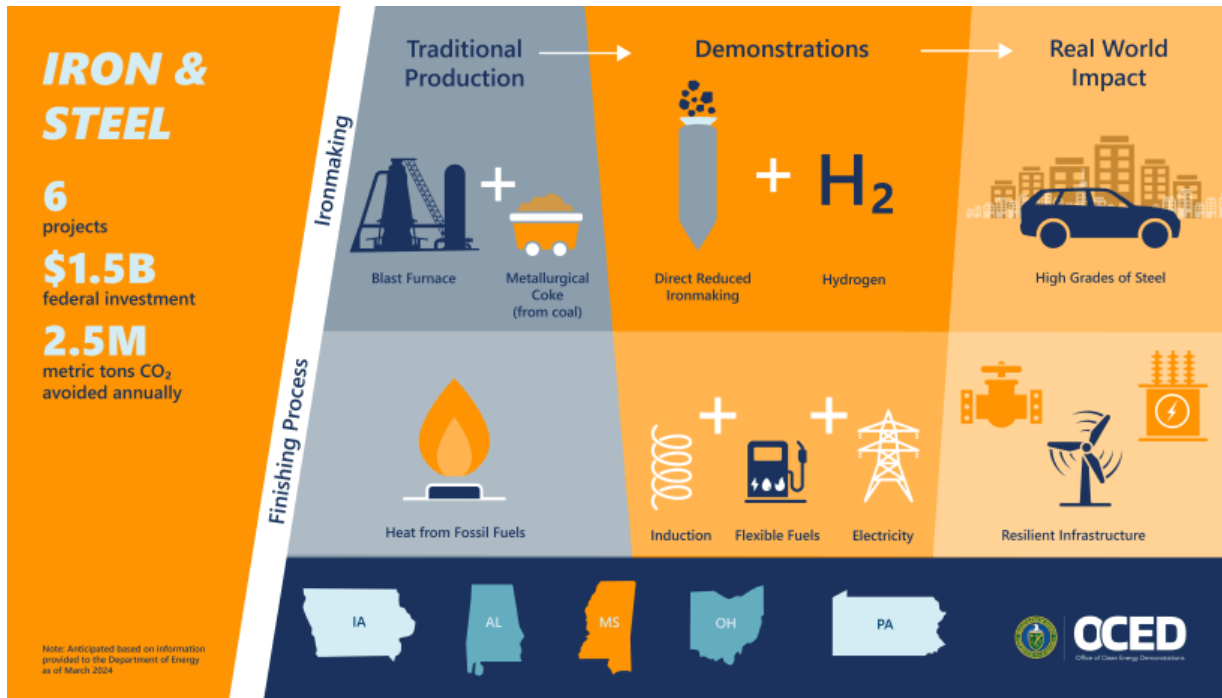 IRON &
STEEL
6
projects
$1.5B
federal investment
2.5M
metric tons CO₂
avoided annually
Note: Anticipated based on information
provided to the Department of Energy
as of March 2024
Ironmaking
Finishing Process
Traditional
Production
Demonstrations
Real World
Impact
Blast Furnace
Metallurgical
Coke
(from coal)
Direct Reduced
Ironmaking
H₂
Hydrogen
High Grades of Steel
Heat from Fossil Fuels
Induction
Flexible Fuels
Electricity
Resilient Infrastructure
IA
AL
MS
OH
PA
OCED
Office of Clean Energy Demonstrations